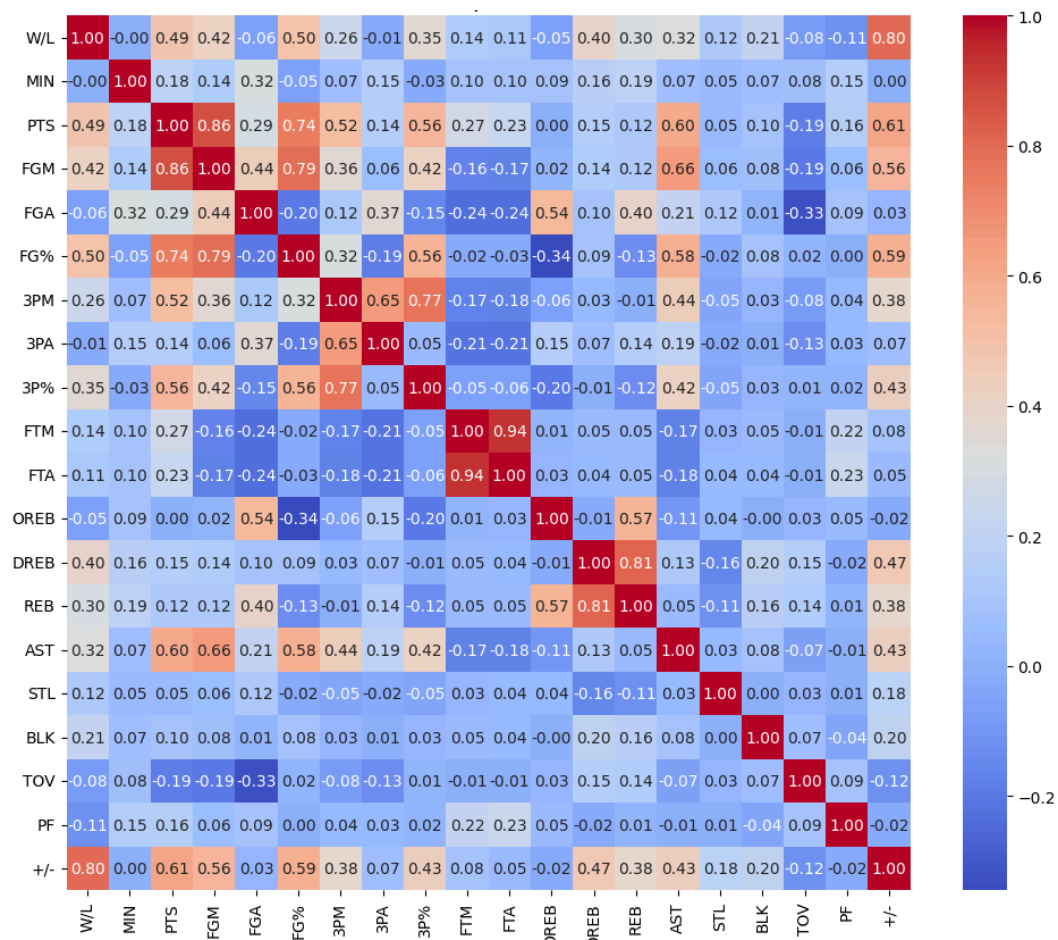 W/L 1.00 -0.00 0.49 0.42 -0.06 0.50 0.26 -0.01 0.35 0.14 0.11 -0.05 0.40 0.30 0.32 0.12 0.21 -0.08 -0.11 0.80
MIN -0.00 1.00 0.18 0.14 0.32 -0.05 0.07 0.15 -0.03 0.10 0.10 0.09 0.16 0.19 0.07 0.05 0.07 0.08 0.15 0.00
PTS 0.49 0.18 1.00 0.86 0.29 0.74 0.52 0.14 0.56 0.27 0.23 0.00 0.15 0.12 0.60 0.05 0.10 -0.19 0.16 0.61
FGM 0.42 0.14 0.86 1.00 0.44 0.79 0.36 0.06 0.42 -0.16 -0.17 0.02 0.14 0.12 0.66 0.06 0.08 -0.19 0.06 0.56
FGA -0.06 0.32 0.29 0.44 1.00 -0.20 0.12 0.37 -0.15 -0.24 -0.24 0.54 0.10 0.40 0.21 0.12 0.01 -0.33 0.09 0.03
FG% 0.50 -0.05 0.74 0.79 -0.20 1.00 0.32 -0.19 0.56 -0.02 -0.03 -0.34 0.09 -0.13 0.58 -0.02 0.08 0.02 0.00 0.59
3PM 0.26 0.07 0.52 0.36 0.12 0.32 1.00 0.65 0.77 -0.17 -0.18 -0.06 0.03 -0.01 0.44 -0.05 0.03 -0.08 0.04 0.38
3PA -0.01 0.15 0.14 0.06 0.37 -0.19 0.65 1.00 0.05 -0.21 -0.21 0.15 0.07 0.14 0.19 -0.02 0.01 -0.13 0.03 0.07
3P% 0.35 -0.03 0.56 0.42 -0.15 0.56 0.77 0.05 1.00 -0.05 -0.06 -0.20 -0.01 -0.12 0.42 -0.05 0.03 0.01 0.02 0.43
FTM 0.14 0.10 0.27 -0.16 -0.24 -0.02 -0.17 -0.21 -0.05 1.00 0.94 0.01 0.05 0.05 -0.17 0.03 0.05 -0.01 0.22 0.08
FTA 0.11 0.10 0.23 -0.17 -0.24 -0.03 -0.18 -0.21 -0.06 0.94 1.00 0.03 0.04 0.05 -0.18 0.04 0.04 -0.01 0.23 0.05
OREB -0.05 0.09 0.00 0.02 0.54 -0.34 -0.06 0.15 -0.20 0.01 0.03 1.00 -0.01 0.57 -0.11 0.04 -0.00 0.03 0.05 -0.02
DREB 0.40 0.16 0.15 0.14 0.10 0.09 0.03 0.07 -0.01 0.05 0.04 -0.01 1.00 0.81 0.13 -0.16 0.20 0.15 -0.02 0.47
REB 0.30 0.19 0.12 0.12 0.40 -0.13 -0.01 0.14 -0.12 0.05 0.05 0.57 0.81 1.00 0.05 -0.11 0.16 0.14 0.01 0.38
AST 0.32 0.07 0.60 0.66 0.21 0.58 0.44 0.19 0.42 -0.17 -0.18 -0.11 0.13 0.05 1.00 0.03 0.08 -0.07 -0.01 0.43
STL 0.12 0.05 0.05 0.06 0.12 -0.02 -0.05 -0.02 -0.05 0.03 0.04 0.04 -0.16 -0.11 0.03 1.00 0.00 0.03 0.01 0.18
BLK 0.21 0.07 0.10 0.08 0.01 0.08 0.03 0.01 0.03 0.05 0.04 -0.00 0.20 0.16 0.08 0.00 1.00 0.07 -0.04 0.20
TOV -0.08 0.08 -0.19 -0.19 -0.33 0.02 -0.08 -0.13 0.01 -0.01 -0.01 0.03 0.15 0.14 -0.07 0.03 0.07 1.00 0.09 -0.12
PF -0.11 0.15 0.16 0.06 0.09 0.00 0.04 0.03 0.02 0.22 0.23 0.05 -0.02 0.01 -0.01 0.01 -0.04 0.09 1.00 -0.02
+/- 0.80 0.00 0.61 0.56 0.03 0.59 0.38 0.07 0.43 0.08 0.05 -0.02 0.47 0.38 0.43 0.18 0.20 -0.12 -0.02 1.00
W/L MIN PTS FGM FGA FG% 3PM 3PA 3P% FTM FTA OREB DREB REB AST STL BLK TOV PF +/-
1.0
0.8
0.6
0.4
0.2
0.0
−0.2